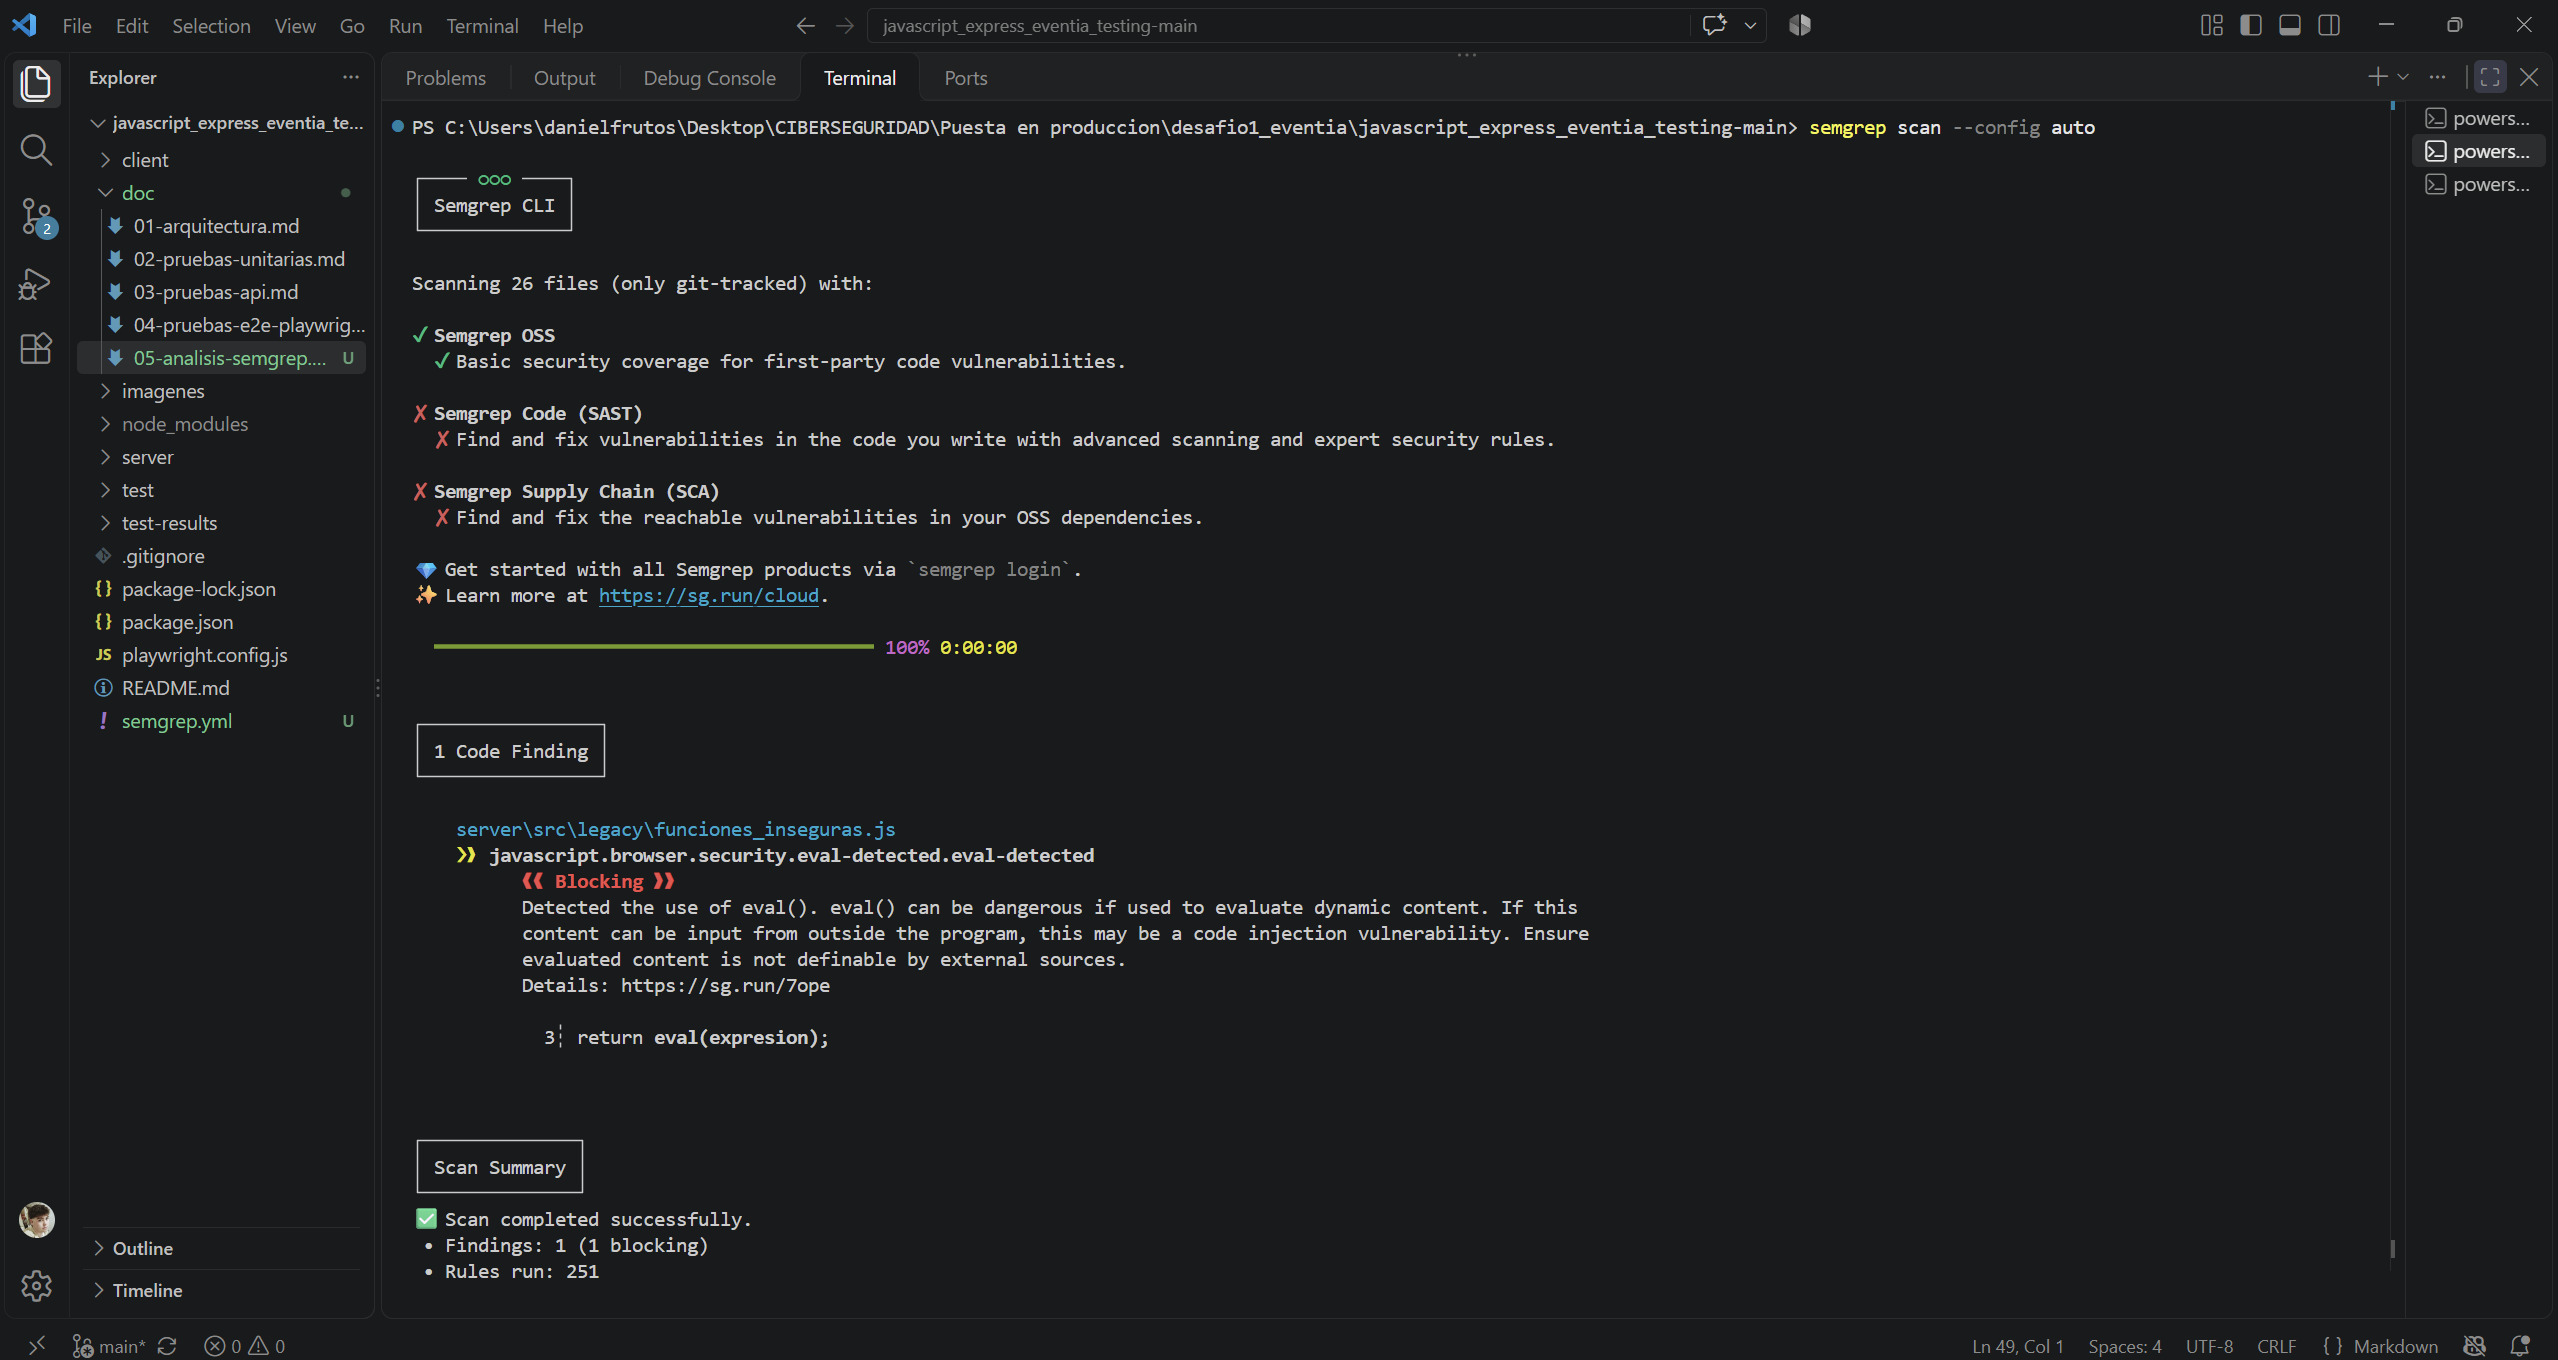 File Edit Selection View Go Run Terminal Help
javascript_express_eventia_testing-main
Explorer
javascript_express_eventia_te...
client
doc
01-arquitectura.md
02-pruebas-unitarias.md
03-pruebas-api.md
04-pruebas-e2e-playwrig...
05-analisis-semgrep.... U
imagenes
node_modules
server
test
test-results
.gitignore
package-lock.json
package.json
JS playwright.config.js
README.md
! semgrep.yml U
2
Outline
Timeline
Problems Output Debug Console Terminal Ports
PS C:\Users\danielfrutos\Desktop\CIBERSEGURIDAD\Puesta en produccion\desafio1_eventia\javascript_express_eventia_testing-main> semgrep scan --config auto
Semgrep CLI
Scanning 26 files (only git-tracked) with:
✔ Semgrep OSS
✔ Basic security coverage for first-party code vulnerabilities.
✘ Semgrep Code (SAST)
✘ Find and fix vulnerabilities in the code you write with advanced scanning and expert security rules.
✘ Semgrep Supply Chain (SCA)
✘ Find and fix the reachable vulnerabilities in your OSS dependencies.
💎 Get started with all Semgrep products via `semgrep login`.
✨ Learn more at https://sg.run/cloud.
100% 0:00:00
1 Code Finding
server\src\legacy\funciones_inseguras.js
❯❯ javascript.browser.security.eval-detected.eval-detected
❰❰ Blocking ❱❱
Detected the use of eval(). eval() can be dangerous if used to evaluate dynamic content. If this
content can be input from outside the program, this may be a code injection vulnerability. Ensure
evaluated content is not definable by external sources.
Details: https://sg.run/7ope
3┆ return eval(expresion);
Scan Summary
✅ Scan completed successfully.
• Findings: 1 (1 blocking)
• Rules run: 251
powers...
powers...
powers...
main* 0 0 Ln 49, Col 1 Spaces: 4 UTF-8 CRLF { } Markdown